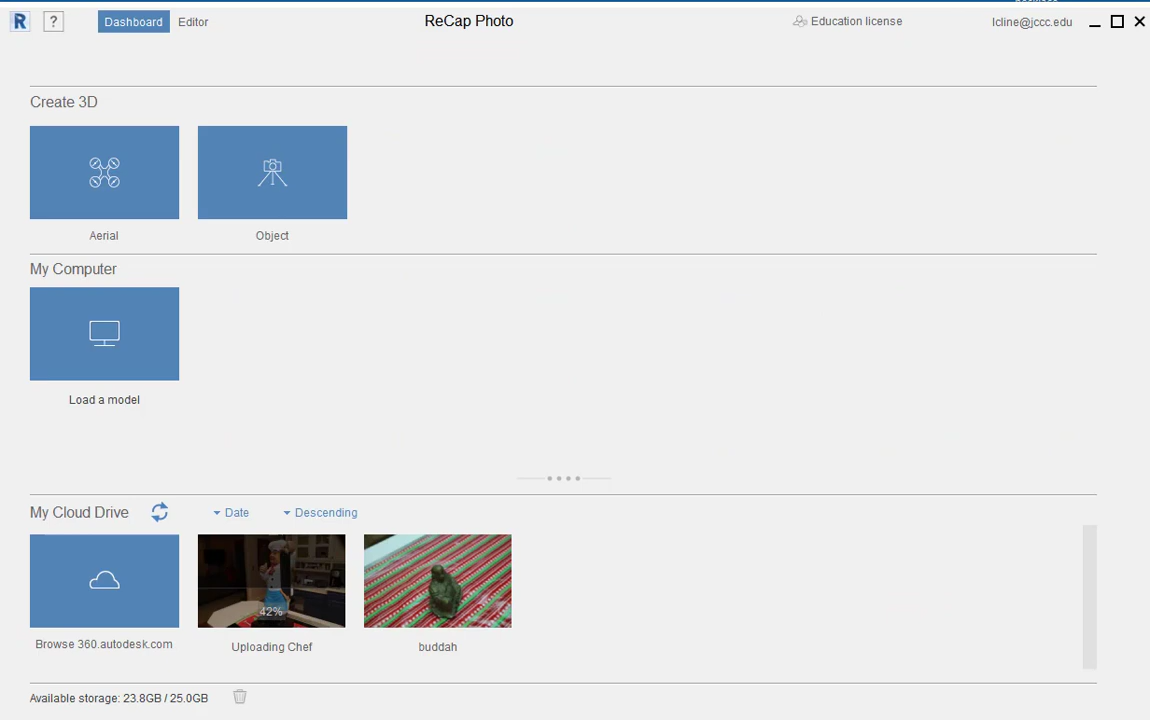 R ? Dashboard Editor ReCap Photo Education license lcline@jccc.edu
Create 3D
Aerial Object
My Computer
Load a model
My Cloud Drive Date Descending
42%
Browse 360.autodesk.com Uploading Chef buddah
Available storage: 23.8GB / 25.0GB